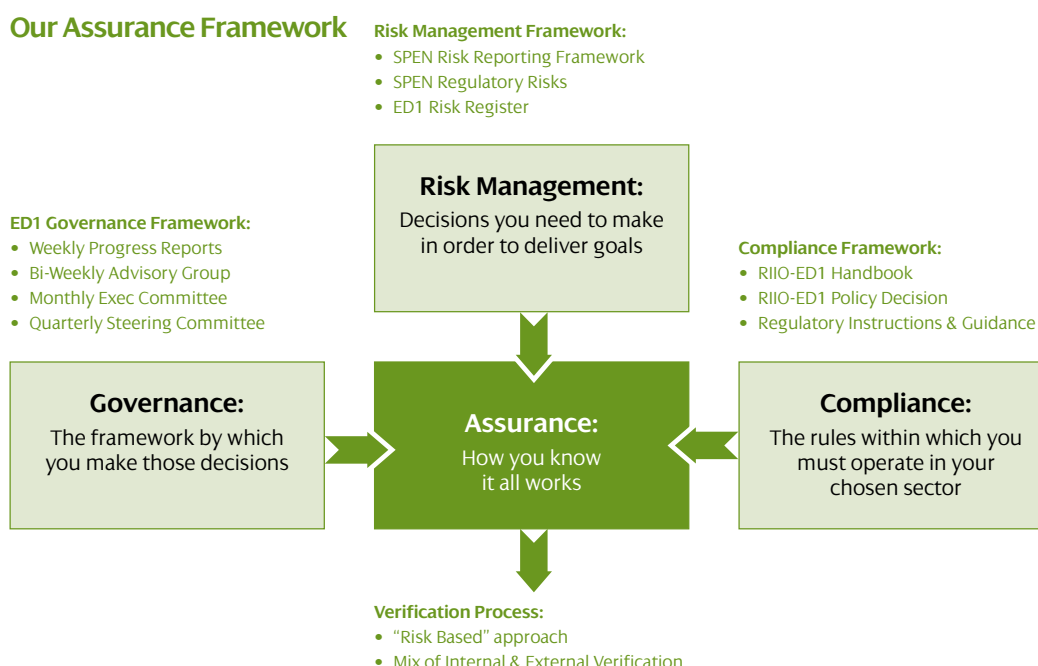 Our Assurance Framework
Risk Management Framework:
• SPEN Risk Reporting Framework
• SPEN Regulatory Risks
• ED1 Risk Register
Risk Management:
Decisions you need to make
in order to deliver goals
ED1 Governance Framework:
• Weekly Progress Reports
• Bi-Weekly Advisory Group
• Monthly Exec Committee
• Quarterly Steering Committee
Compliance Framework:
• RIIO-ED1 Handbook
• RIIO-ED1 Policy Decision
• Regulatory Instructions & Guidance
Governance:
The framework by which
you make those decisions
Assurance:
How you know
it all works
Compliance:
The rules within which you
must operate in your
chosen sector
Verification Process:
• “Risk Based” approach
• Mix of Internal & External Verification